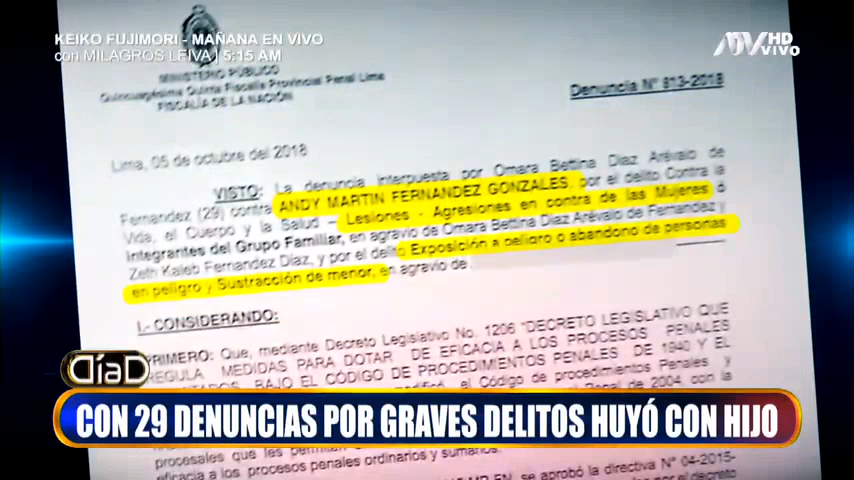 KEIKO FUJIMORI - MAÑANA EN VIVO
con MILAGROS LEIVA | 5:15 AM
ATV HD
VIVO
MINISTERIO PÚBLICO
Quincuagésima Quinta Fiscalía Provincial Penal Lima
FISCALÍA DE LA NACIÓN
Denuncia N° 813-2018
Lima, 05 de octubre del 2018
VISTO: La denuncia interpuesta por Omara Bettina Diaz Arévalo de
Fernandez (29) contra ANDY MARTIN FERNANDEZ GONZALES, por el delito Contra la
Vida, el Cuerpo y la Salud – Lesiones - Agresiones en contra de las Mujeres ó
Integrantes del Grupo Familiar, en agravio de Omara Bettina Diaz Arévalo de Fernandez y
Zeth Kaleb Fernandez Diaz, y por el delito Exposición a peligro o abandono de personas
en peligro y Sustracción de menor, en agravio de
I.- CONSIDERANDO:
PRIMERO: Que, mediante Decreto Legislativo No. 1206 "DECRETO LEGISLATIVO QUE
REGULA MEDIDAS PARA DOTAR DE EFICACIA A LOS PROCESOS PENALES
BAJO EL CÓDIGO DE PROCEDIMIENTOS PENALES DE 1940 Y EL
el Código de procedimientos Penales y
Penal de 2004, con la
DíaD
CON 29 DENUNCIAS POR GRAVES DELITOS HUYÓ CON HIJO
procesales que
eficacia a los procesos penales ordinarios y sumarios.
se aprobó la directiva N° 04-2015-